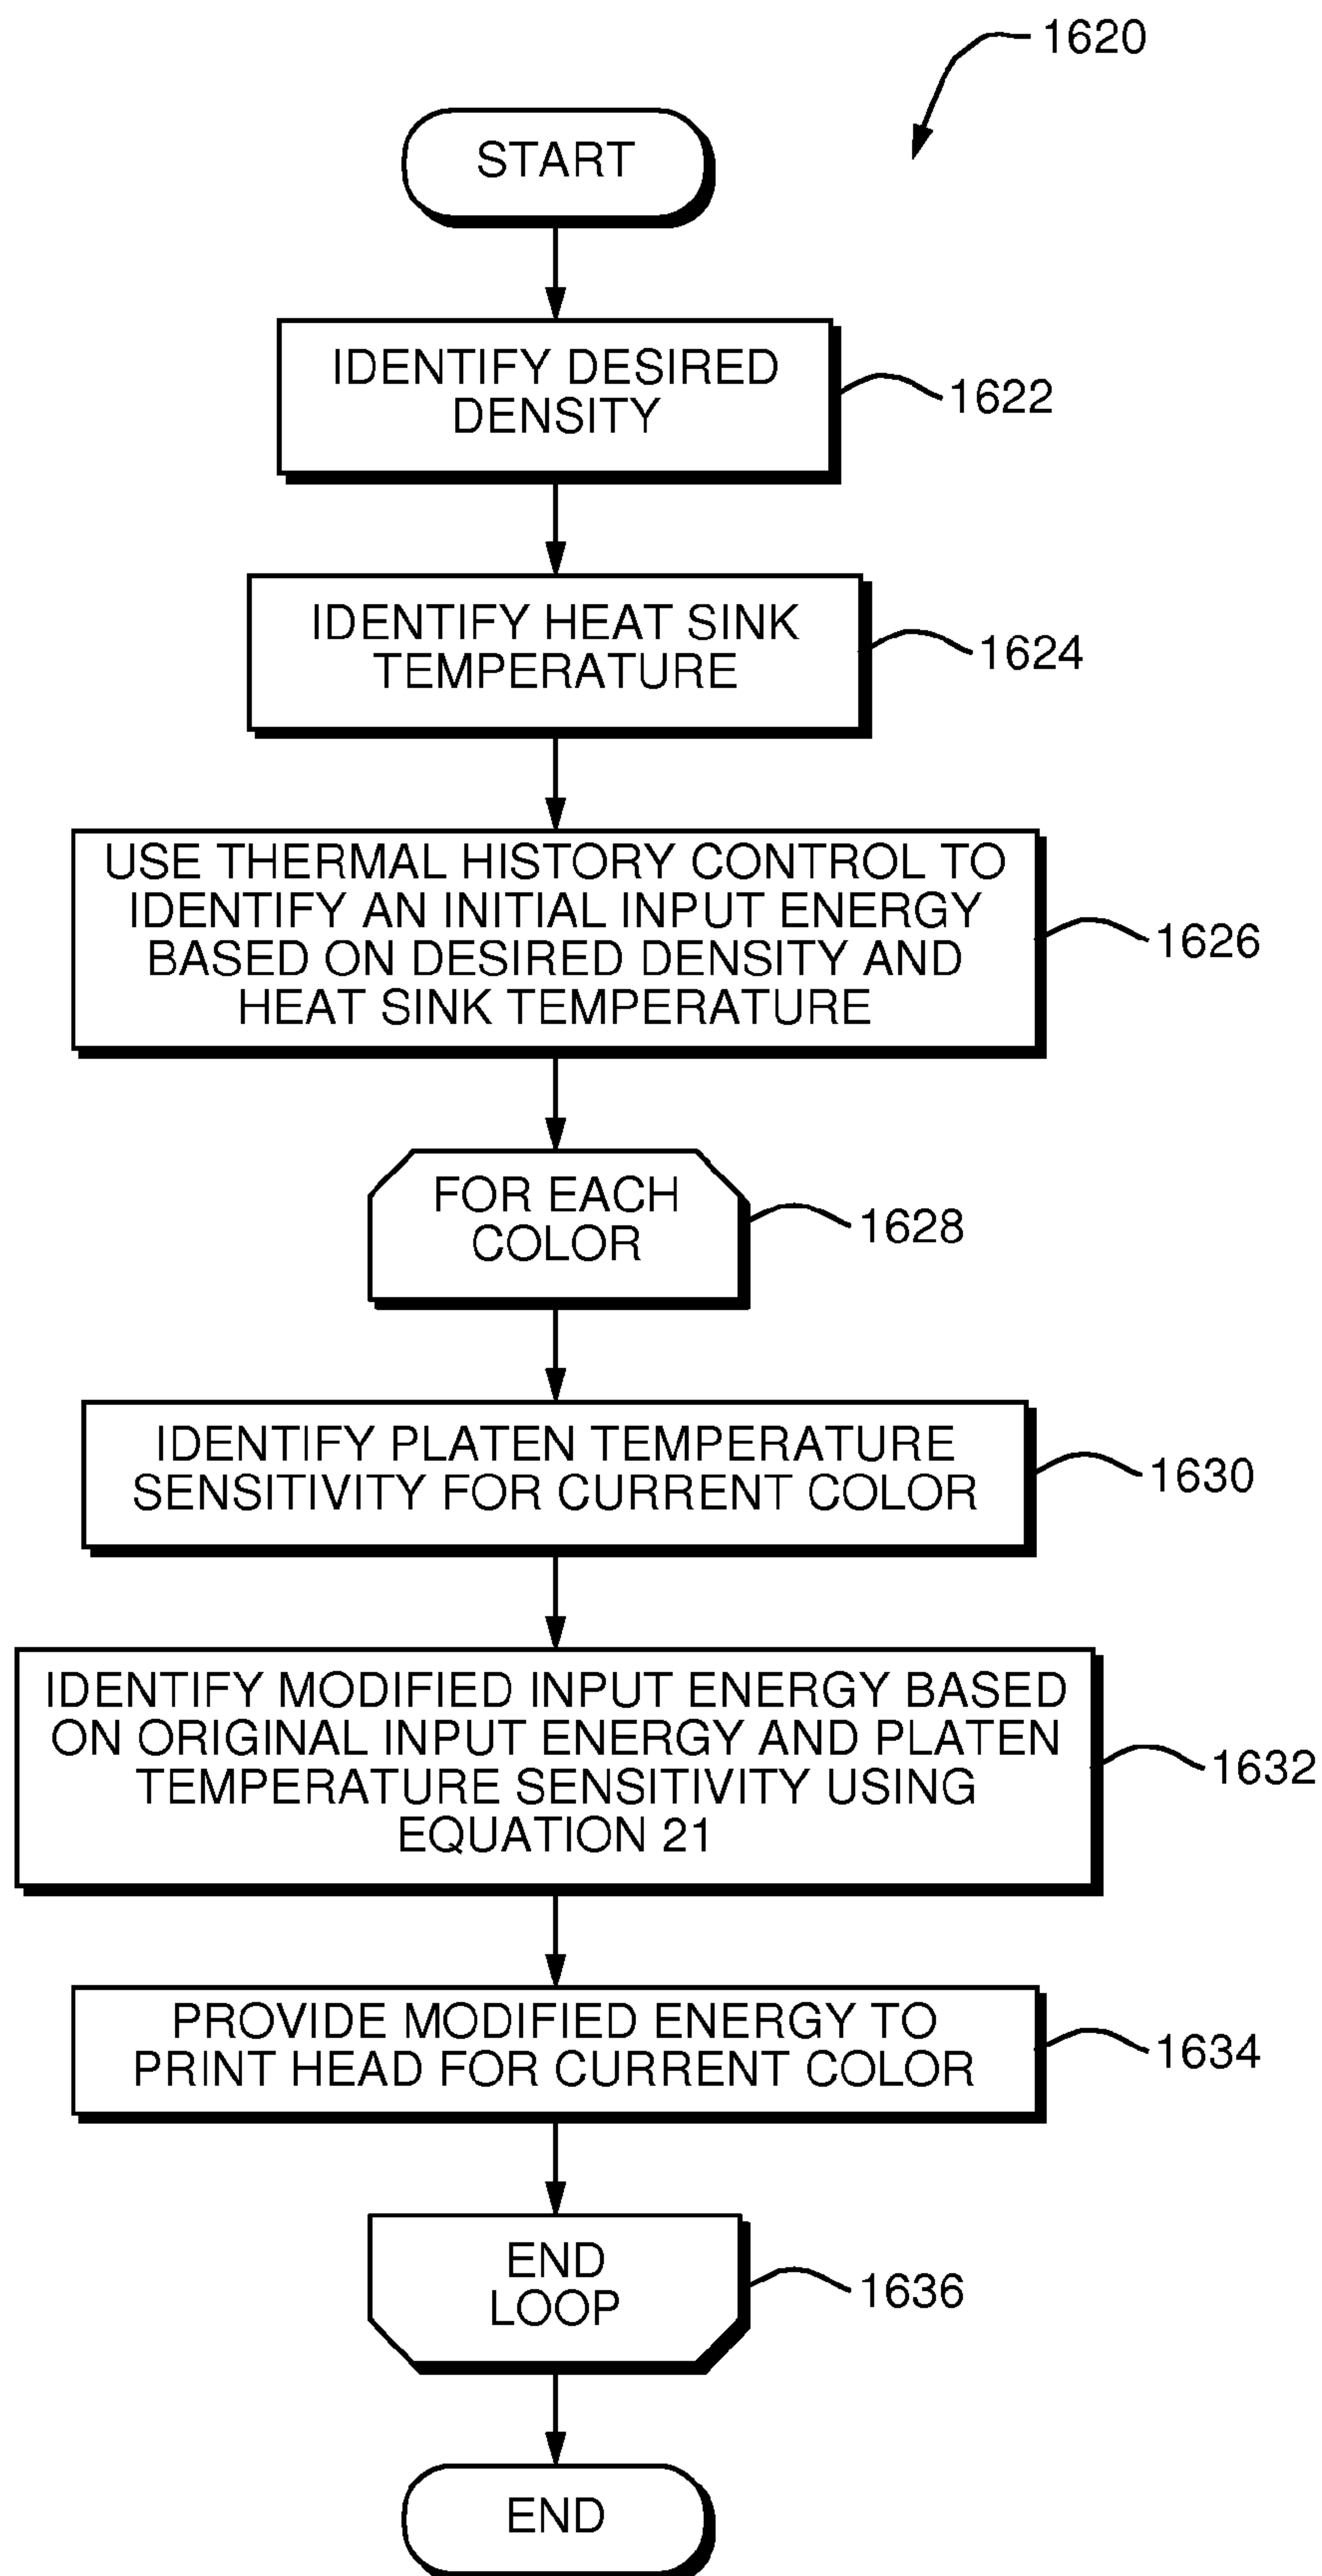 1620
START
IDENTIFY DESIRED
DENSITY
1622
IDENTIFY HEAT SINK
TEMPERATURE
1624
USE THERMAL HISTORY CONTROL TO
IDENTIFY AN INITIAL INPUT ENERGY
BASED ON DESIRED DENSITY AND
HEAT SINK TEMPERATURE
1626
FOR EACH
COLOR
1628
IDENTIFY PLATEN TEMPERATURE
SENSITIVITY FOR CURRENT COLOR
1630
IDENTIFY MODIFIED INPUT ENERGY BASED
ON ORIGINAL INPUT ENERGY AND PLATEN
TEMPERATURE SENSITIVITY USING
EQUATION 21
1632
PROVIDE MODIFIED ENERGY TO
PRINT HEAD FOR CURRENT COLOR
1634
END
LOOP
1636
END